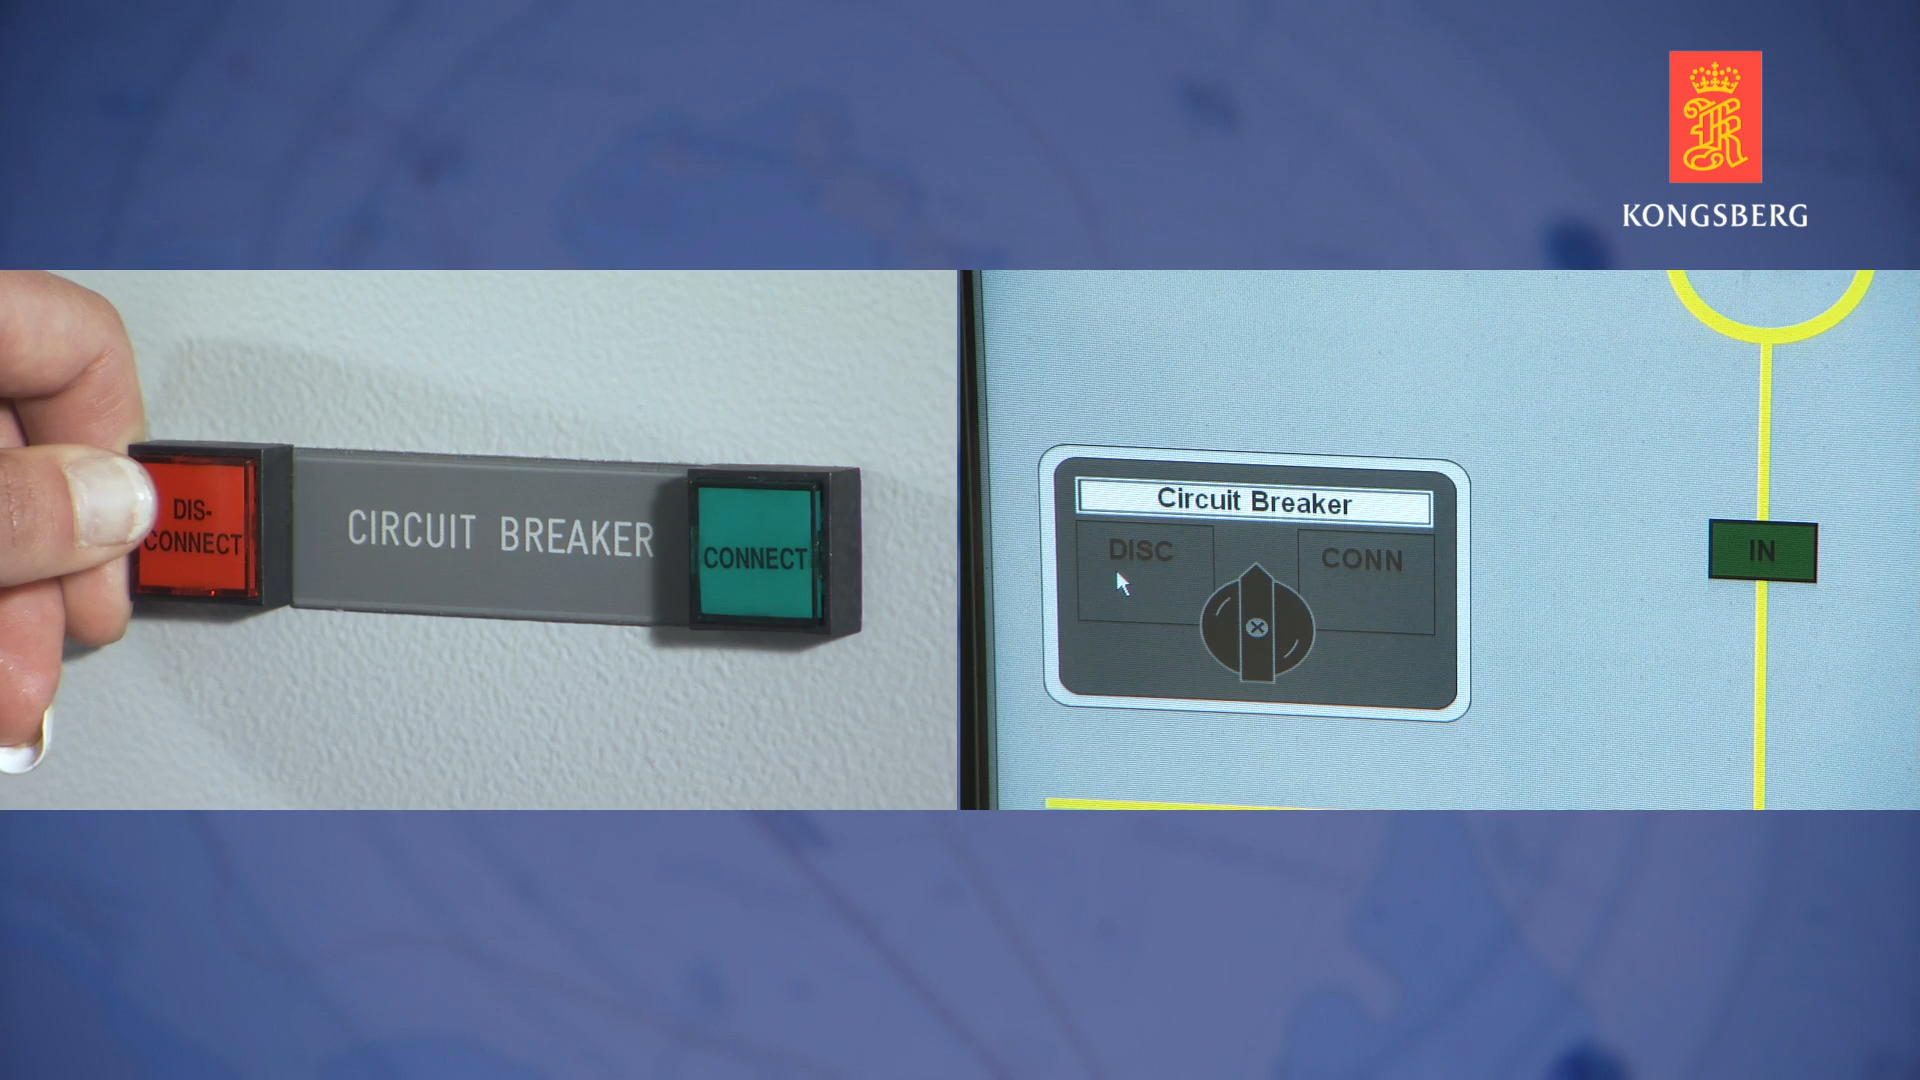 KONGSBERG
DIS-
CONNECT
CIRCUIT BREAKER
CONNECT
Circuit Breaker
DISC
CONN
IN